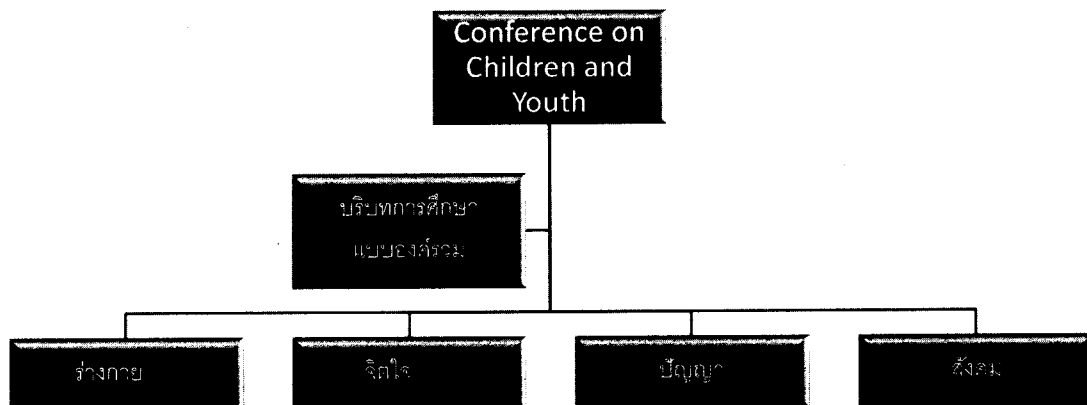 Conference on
Children and
Youth
บริบทการศึกษา
แบบองค์รวม
ร่างกาย
จิตใจ
ปัญญา
สังคม